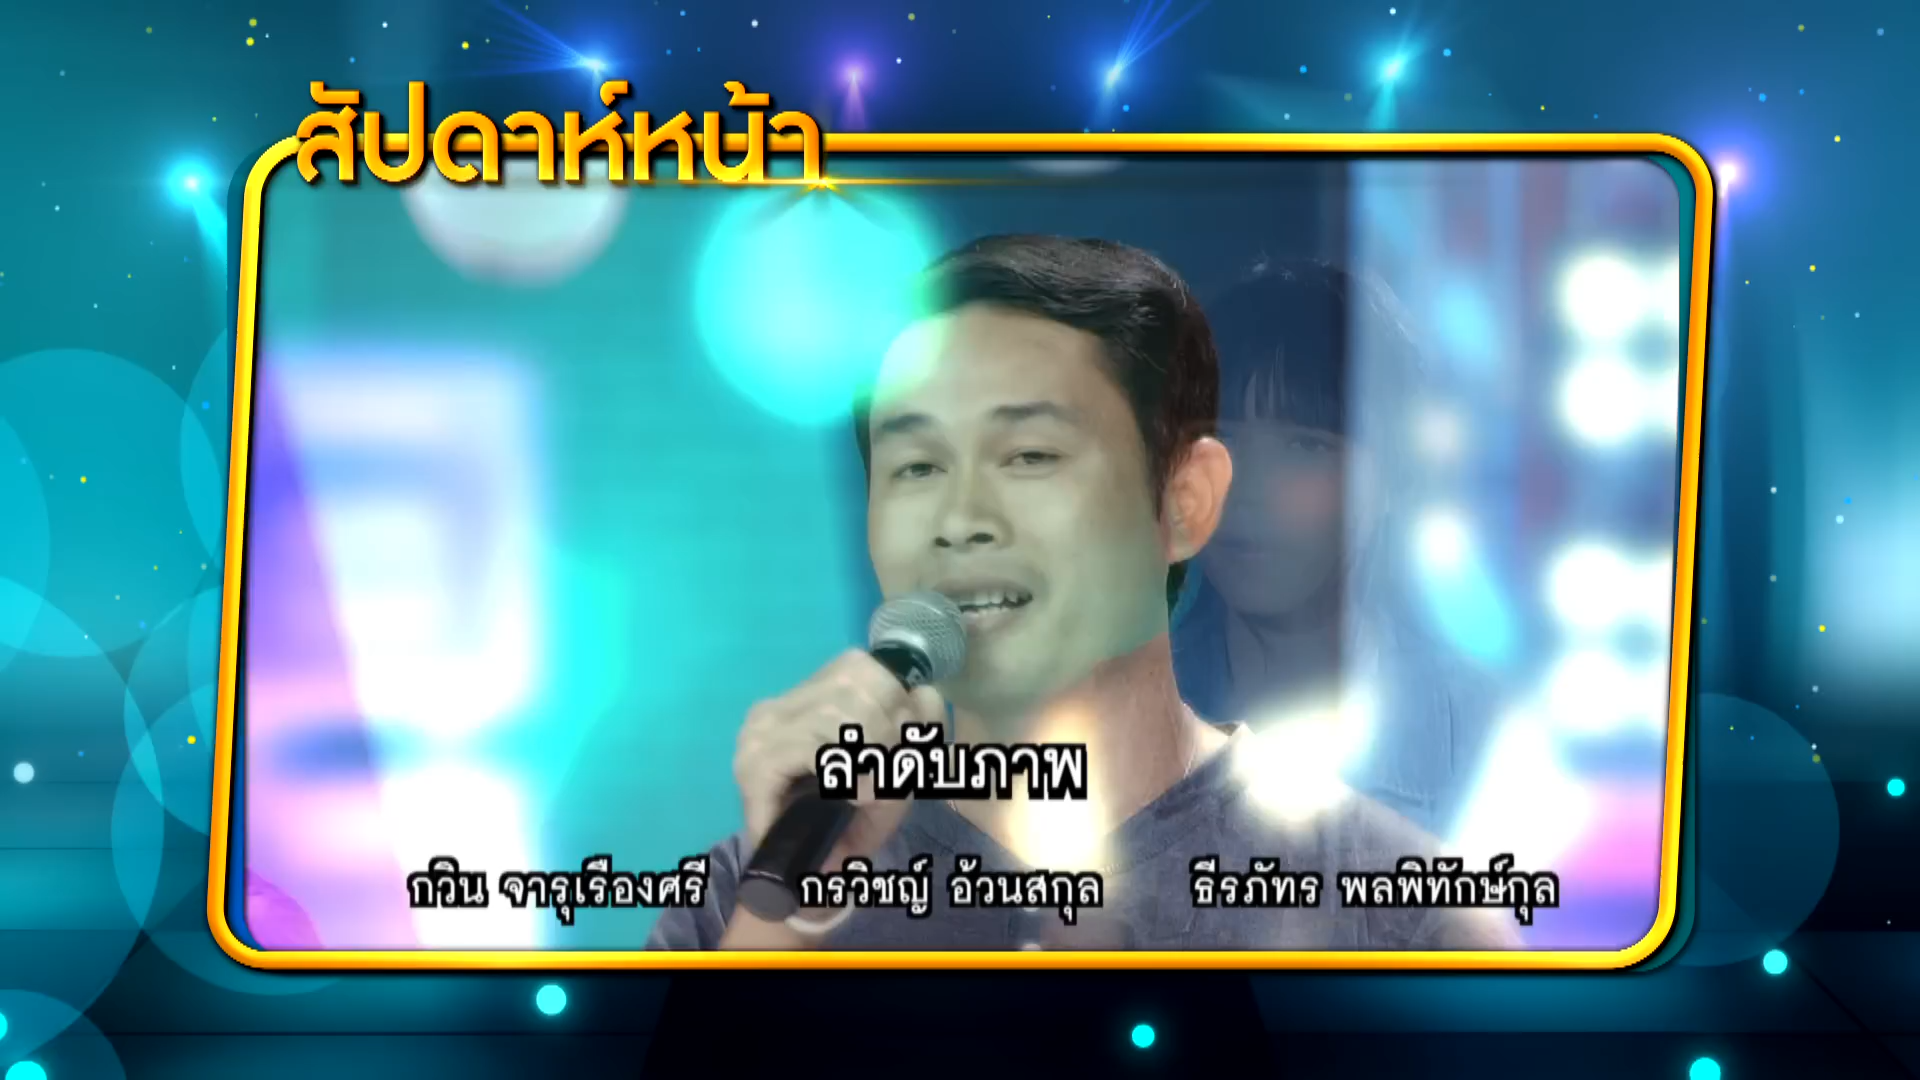 สัปดาห์หน้า
ลำดับภาพ
กวิน จารุเรืองศรี กรวิชญ์ อ้วนสกุล ธีรภัทร พลพิทักษ์กุล